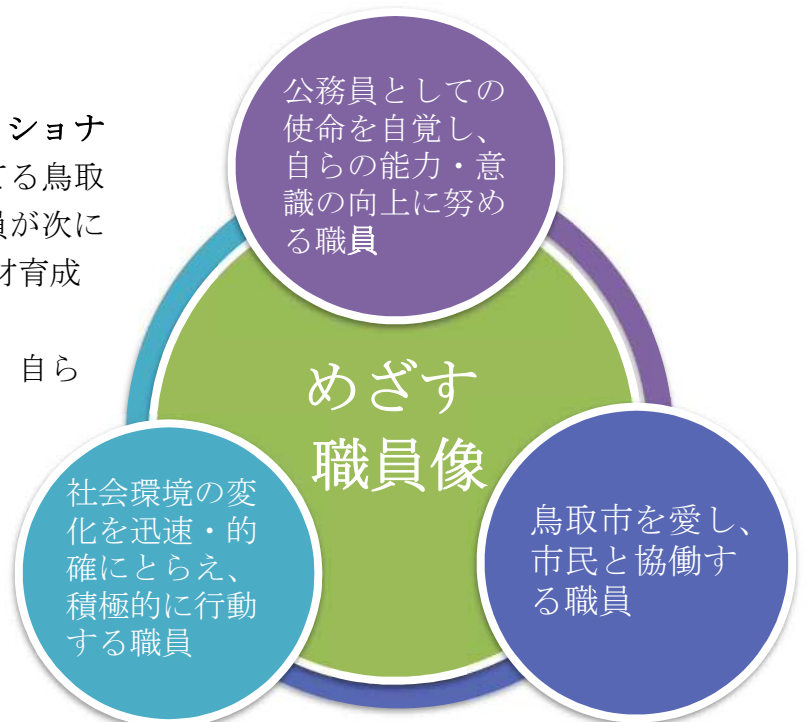 公務員としての
使命を自覚し、
自らの能力・意
識の向上に努め
る職員
ショナ
てる鳥取
員が次に
材育成
自ら
めざす
職員像
社会環境の変
化を迅速・的
確にとらえ、
積極的に行動
する職員
鳥取市を愛し、
市民と協働す
る職員